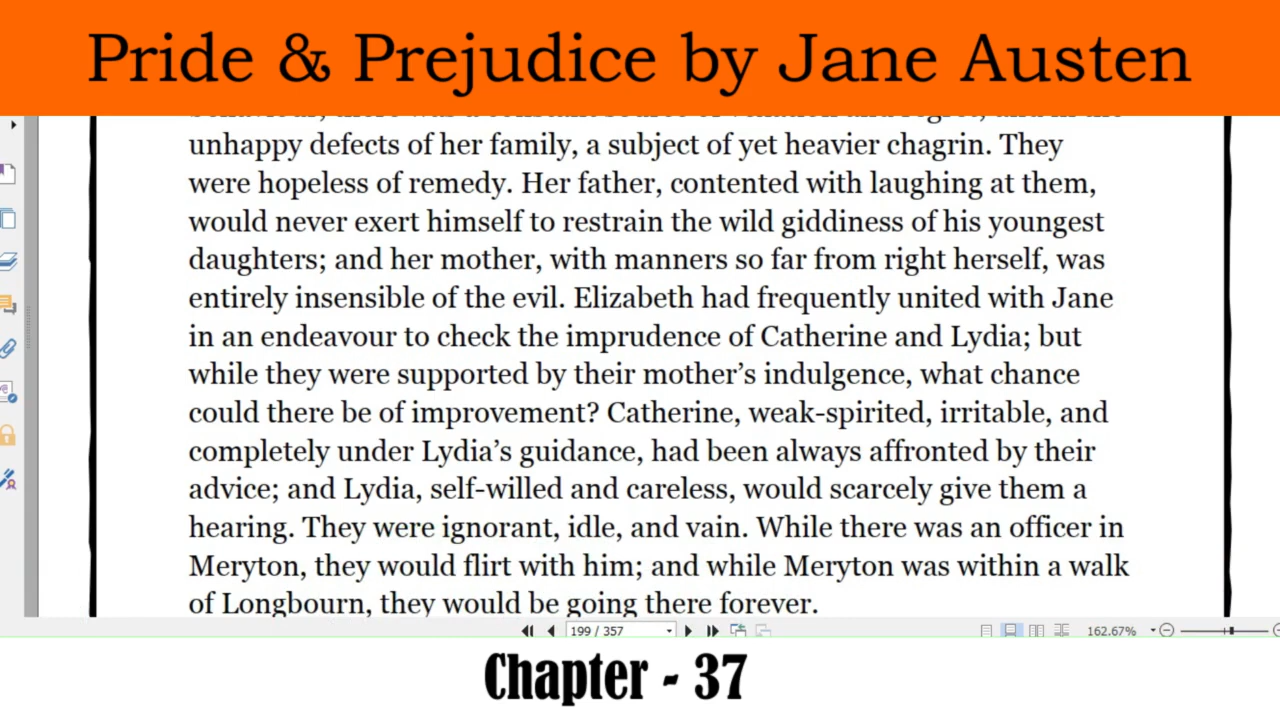 Pride & Prejudice by Jane Austen
unhappy defects of her family, a subject of yet heavier chagrin. They
were hopeless of remedy. Her father, contented with laughing at them,
would never exert himself to restrain the wild giddiness of his youngest
daughters; and her mother, with manners so far from right herself, was
entirely insensible of the evil. Elizabeth had frequently united with Jane
in an endeavour to check the imprudence of Catherine and Lydia; but
while they were supported by their mother’s indulgence, what chance
could there be of improvement? Catherine, weak-spirited, irritable, and
completely under Lydia’s guidance, had been always affronted by their
advice; and Lydia, self-willed and careless, would scarcely give them a
hearing. They were ignorant, idle, and vain. While there was an officer in
Meryton, they would flirt with him; and while Meryton was within a walk
of Longbourn, they would be going there forever.
199 / 357
162.67%
Chapter - 37